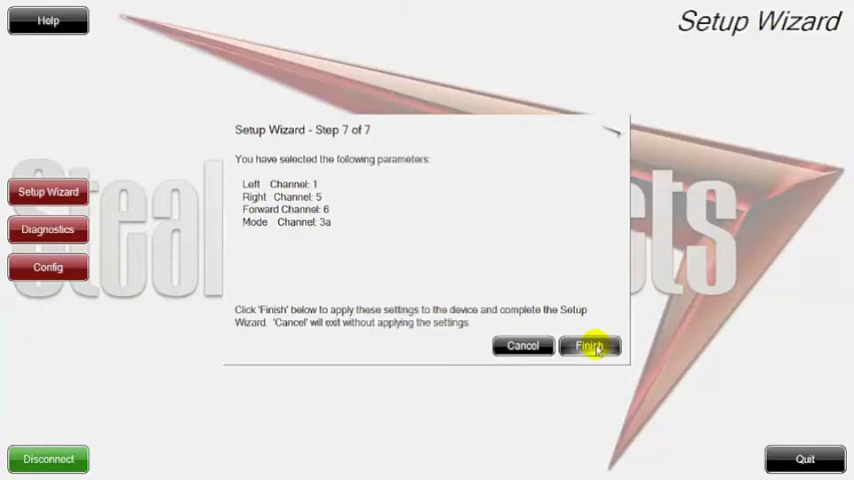 Help
Setup Wizard
Setup Wizard - Step 7 of 7
You have selected the following parameters:
Left Channel: 1
Right Channel: 5
Forward Channel: 6
Mode Channel: 3a
Setup Wizard
Diagnostics
Config
Click 'Finish' below to apply these settings to the device and complete the Setup
Wizard. 'Cancel' will exit without applying the settings.
Cancel
Finish
Disconnect
Quit